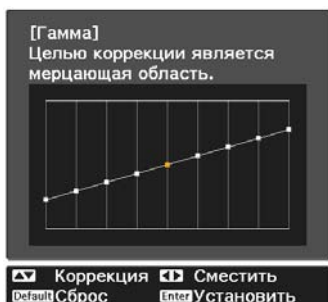 [Гамма]
Целью коррекции является
мерцающая область.
Коррекция Сместить
Default Сброс Enter Установить